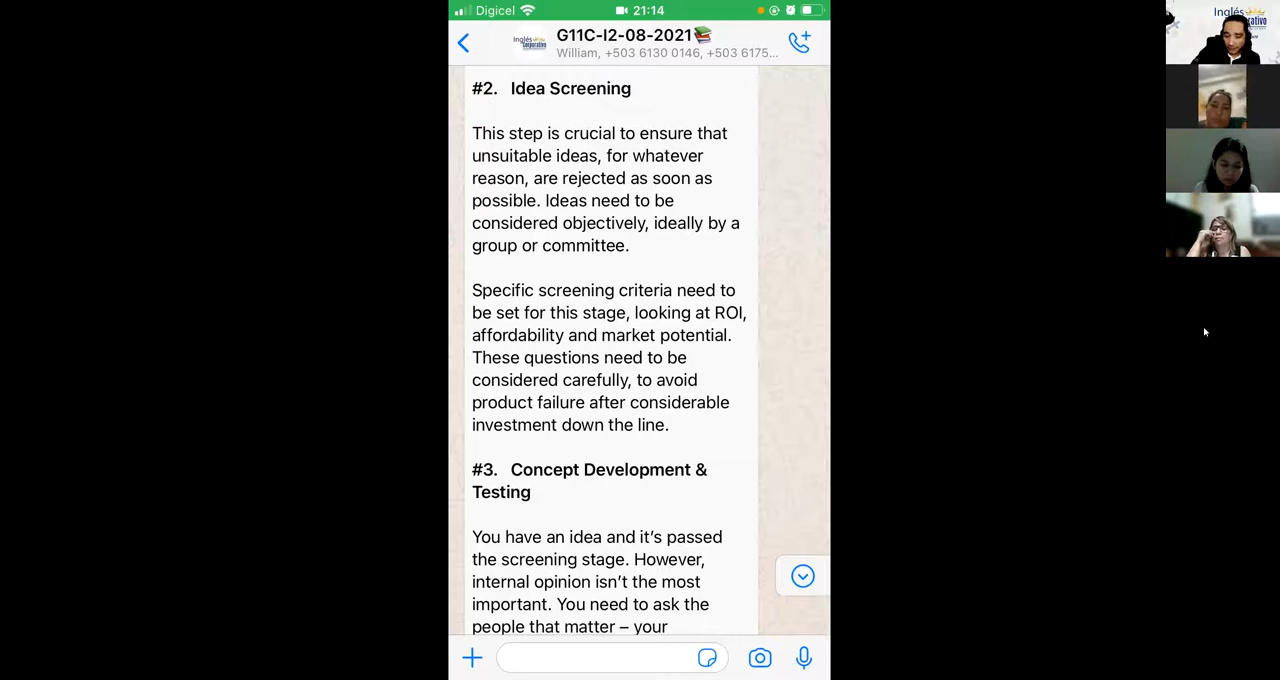 Digicel 21:14
G11C-I2-08-2021📚
William, +503 6130 0146, +503 6175...
Inglés
Corporativo
#2. Idea Screening
This step is crucial to ensure that
unsuitable ideas, for whatever
reason, are rejected as soon as
possible. Ideas need to be
considered objectively, ideally by a
group or committee.
Specific screening criteria need to
be set for this stage, looking at ROI,
affordability and market potential.
These questions need to be
considered carefully, to avoid
product failure after considerable
investment down the line.
#3. Concept Development &
Testing
You have an idea and it’s passed
the screening stage. However,
internal opinion isn’t the most
important. You need to ask the
people that matter – your
Inglés